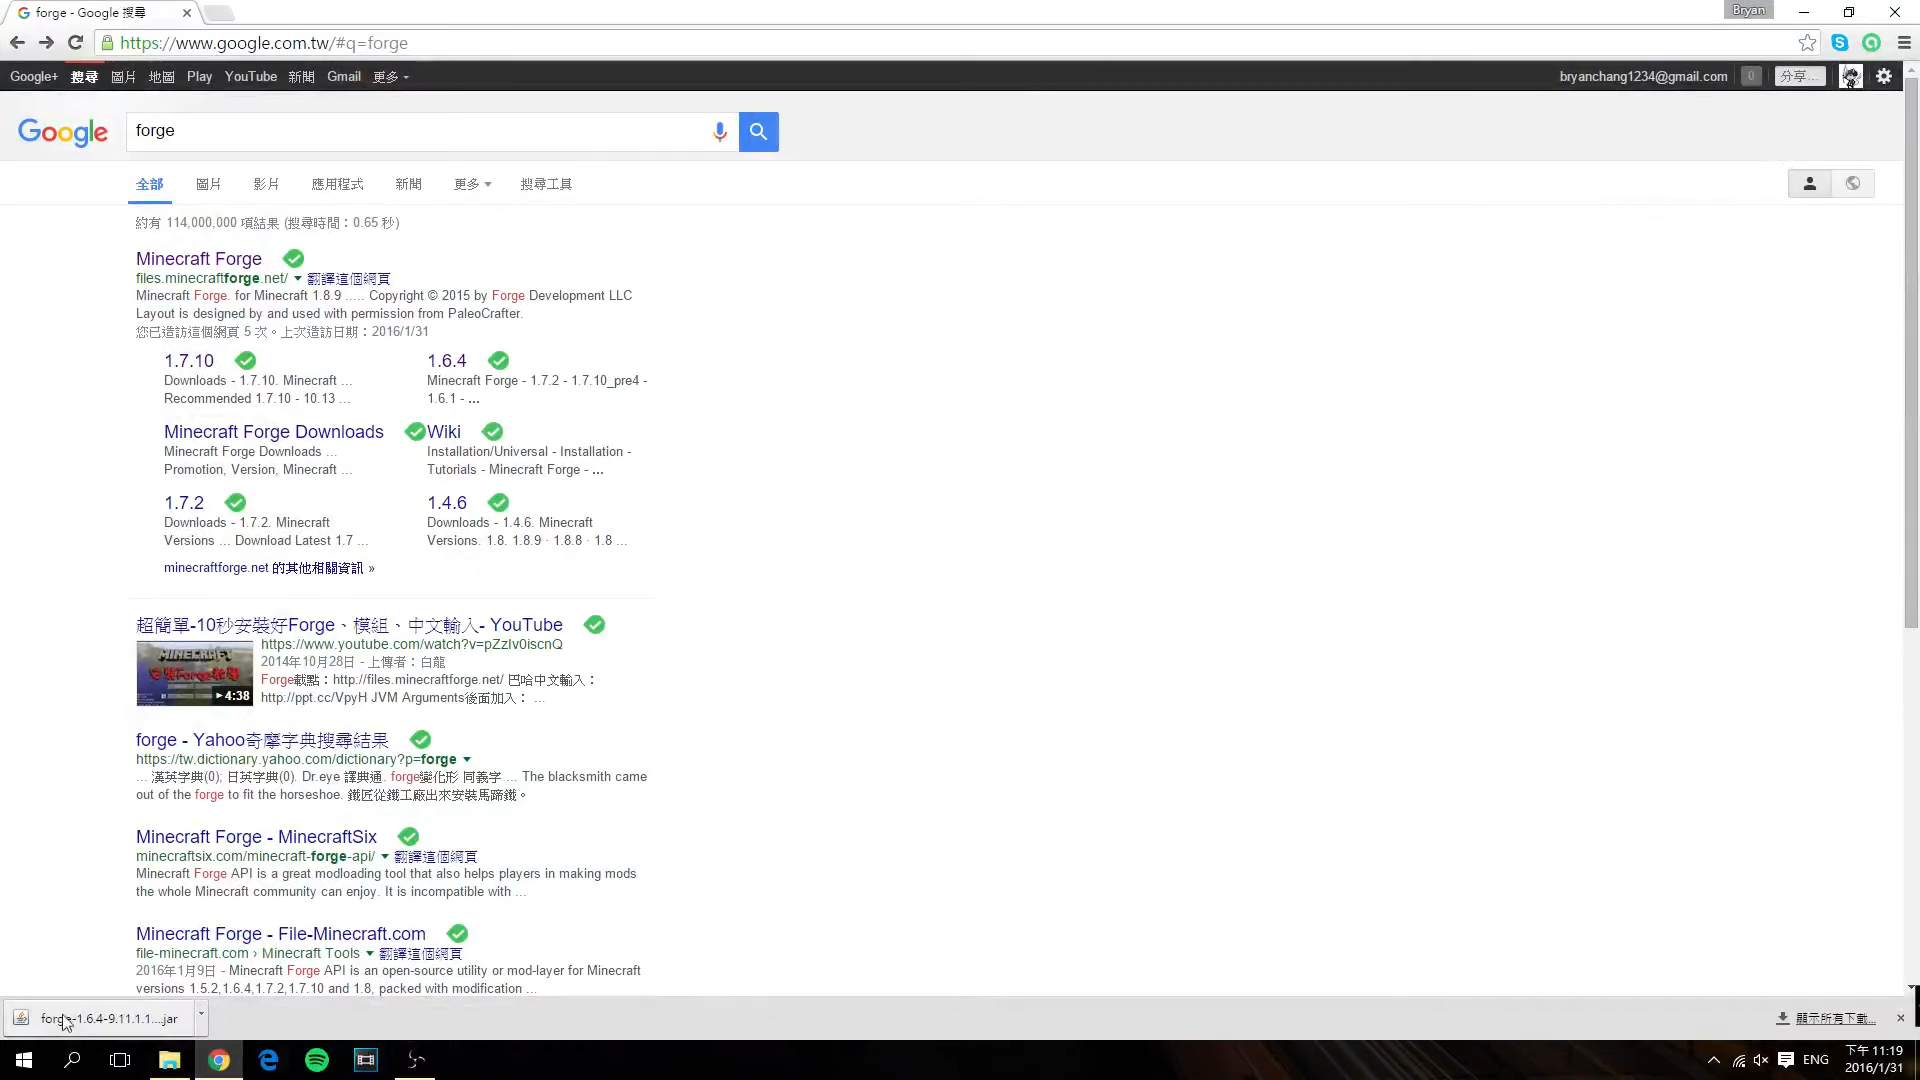 forge - Google 搜尋
Bryan
https://www.google.com.tw/#q=forge
Google+ 搜尋 圖片 地圖 Play YouTube 新聞 Gmail 更多
bryanchang1234@gmail.com 0 分享...
Google
forge
全部 圖片 影片 應用程式 新聞 更多 搜尋工具
約有 114,000,000 項結果 (搜尋時間:0.65 秒)
Minecraft Forge
files.minecraftforge.net/ 翻譯這個網頁
Minecraft Forge. for Minecraft 1.8.9 ..... Copyright © 2015 by Forge Development LLC
Layout is designed by and used with permission from PaleoCrafter.
您已造訪這個網頁 5 次。上次造訪日期:2016/1/31
1.7.10
Downloads - 1.7.10. Minecraft ...
Recommended 1.7.10 - 10.13 ...
1.6.4
Minecraft Forge - 1.7.2 - 1.7.10_pre4 -
1.6.1 - ...
Minecraft Forge Downloads
Minecraft Forge Downloads ...
Promotion, Version, Minecraft ...
Wiki
Installation/Universal - Installation -
Tutorials - Minecraft Forge - ...
1.7.2
Downloads - 1.7.2. Minecraft
Versions ... Download Latest 1.7 ...
1.4.6
Downloads - 1.4.6. Minecraft
Versions. 1.8. 1.8.9 · 1.8.8 · 1.8 ...
minecraftforge.net 的其他相關資訊 »
超簡單-10秒安裝好Forge、模組、中文輸入- YouTube
https://www.youtube.com/watch?v=pZzIv0iscnQ
2014年10月28日 - 上傳者:白龍
Forge載點:http://files.minecraftforge.net/ 巴哈中文輸入:
http://ppt.cc/VpyH JVM Arguments後面加入: ...
MINECRAFT
安裝Forge教學
4:38
forge - Yahoo奇摩字典搜尋結果
https://tw.dictionary.yahoo.com/dictionary?p=forge
... 漢英字典(0); 日英字典(0). Dr.eye 譯典通. forge變化形 同義字 ... The blacksmith came
out of the forge to fit the horseshoe. 鐵匠從鐵工廠出來安裝馬蹄鐵。
Minecraft Forge - MinecraftSix
minecraftsix.com/minecraft-forge-api/ 翻譯這個網頁
Minecraft Forge API is a great modloading tool that also helps players in making mods
the whole Minecraft community can enjoy. It is incompatible with ...
Minecraft Forge - File-Minecraft.com
file-minecraft.com › Minecraft Tools 翻譯這個網頁
2016年1月9日 - Minecraft Forge API is an open-source utility or mod-layer for Minecraft
versions 1.5.2,1.6.4,1.7.2,1.7.10 and 1.8, packed with modification ...
forge-1.6.4-9.11.1.1....jar
顯示所有下載...
ENG
下午 11:19
2016/1/31